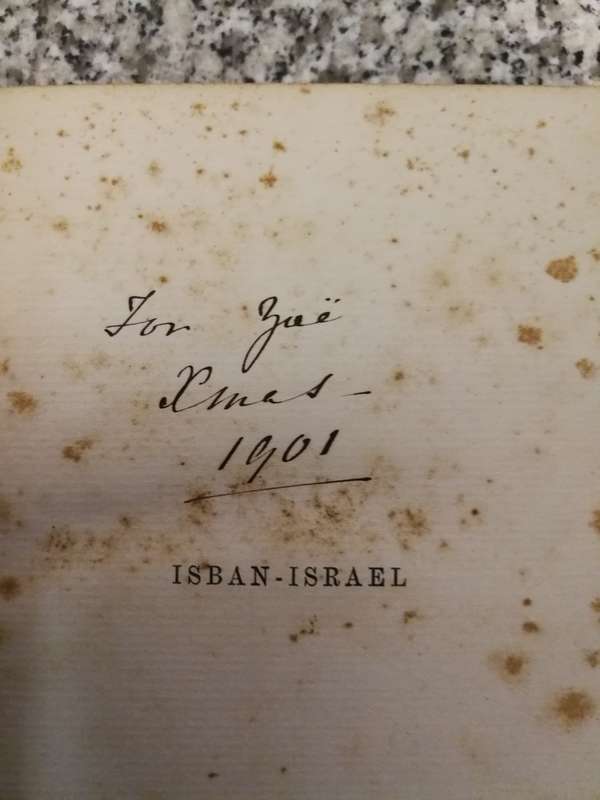 For Zoë
Xmas -
1901
ISBAN-ISRAEL